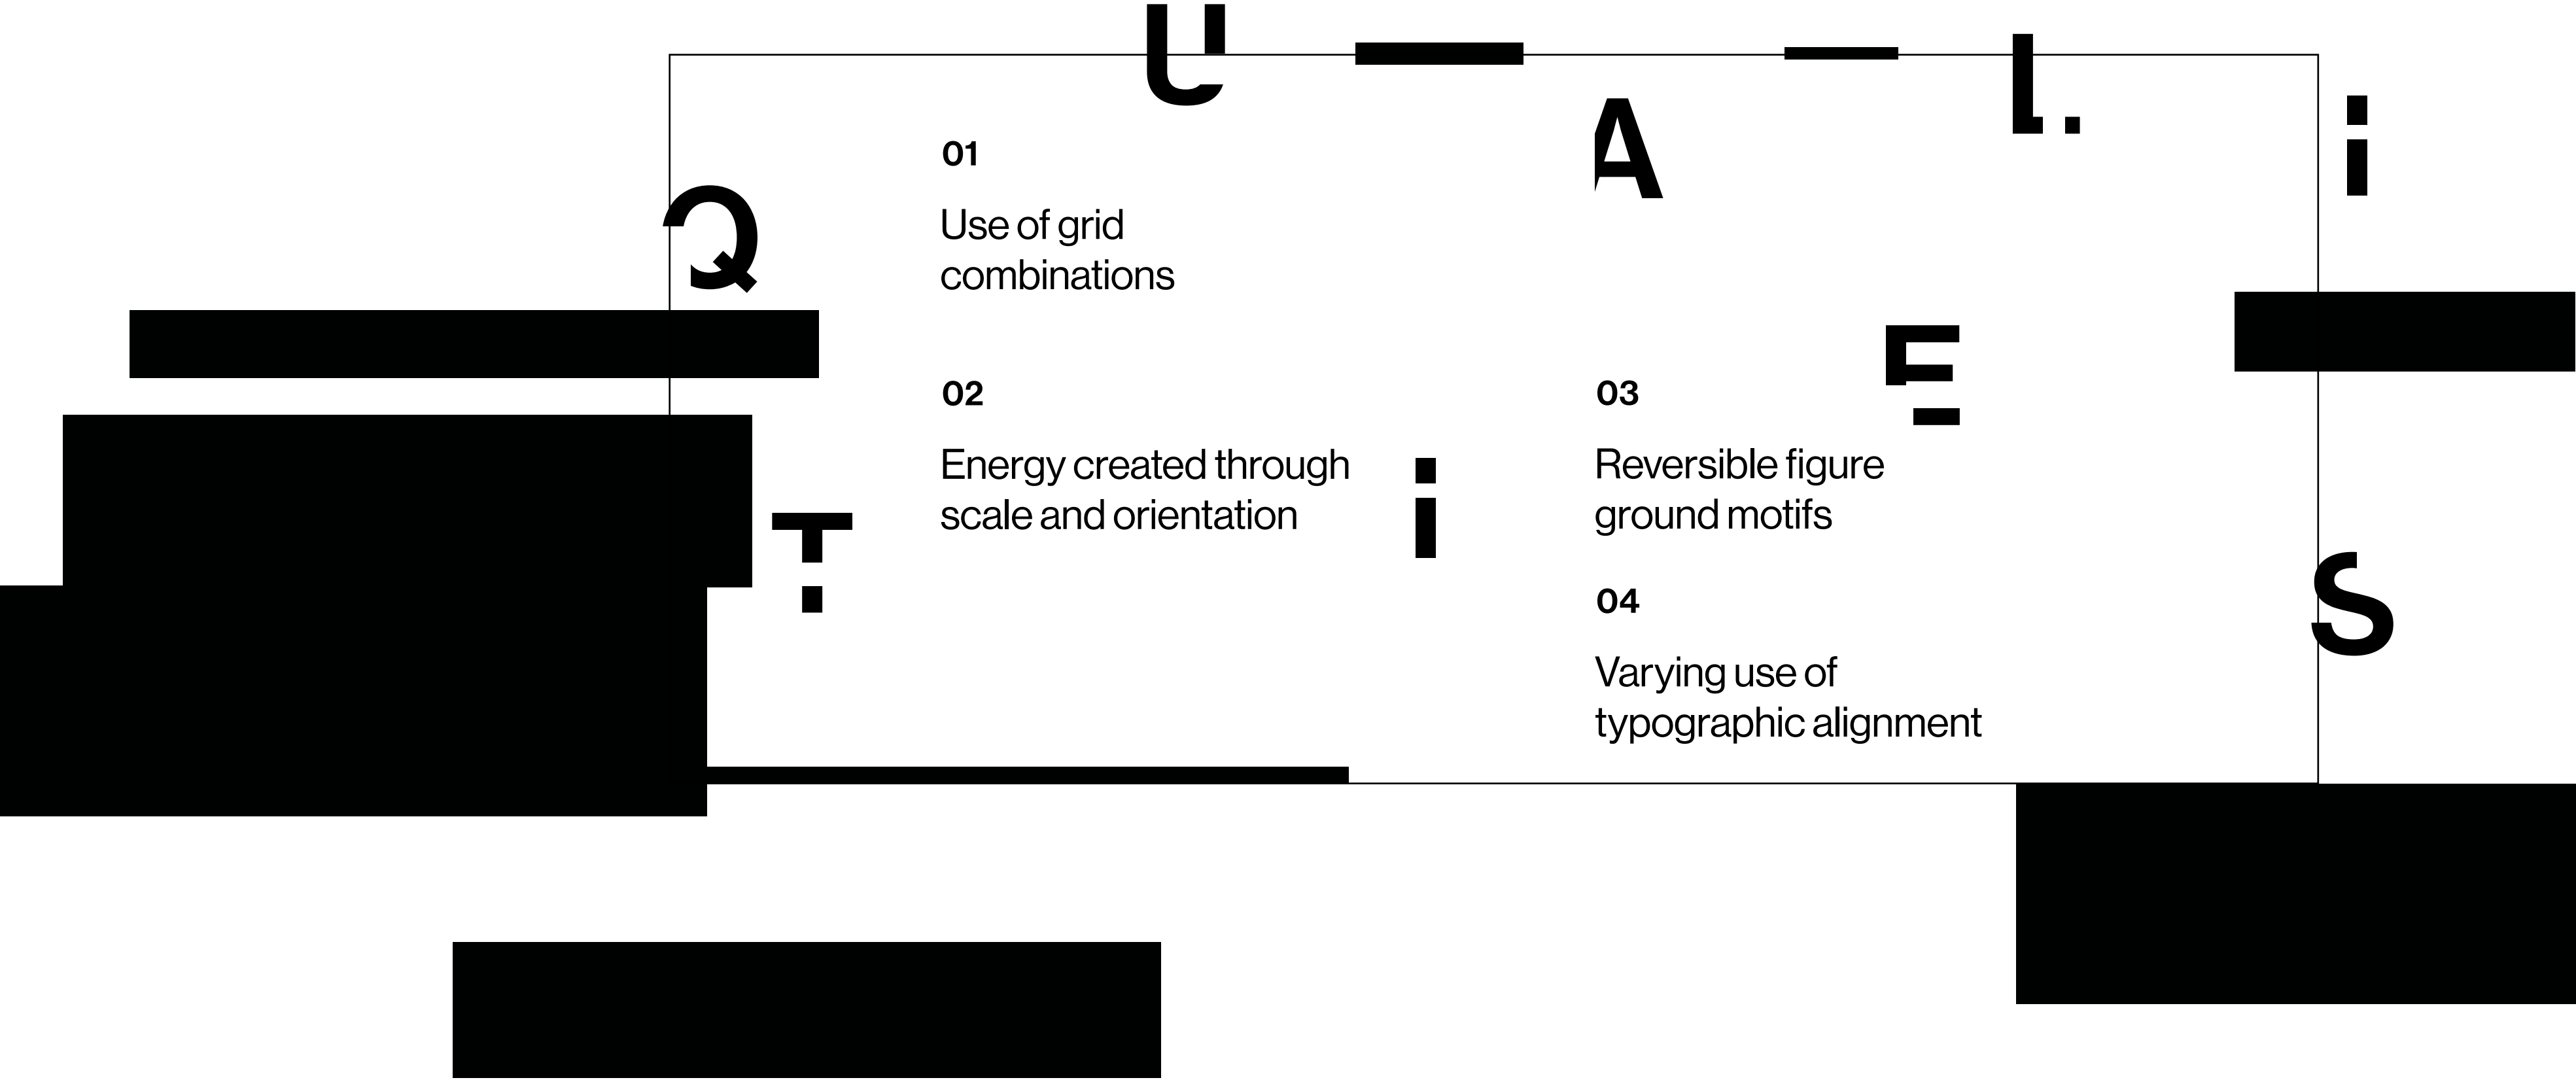 Q U A L i T i E S
01
Use of grid
combinations
02
Energy created through
scale and orientation
03
Reversible figure
ground motifs
04
Varying use of
typographic alignment